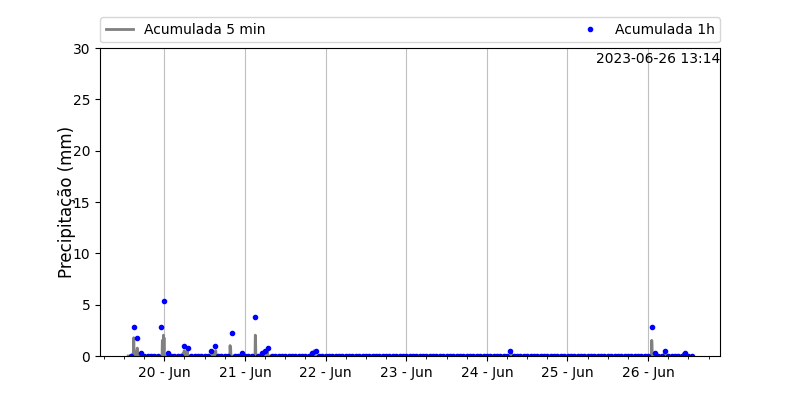 Acumulada 5 min Acumulada 1h
2023-06-26 13:14
Precipitação (mm)
30
25
20
15
10
5
0
20 - Jun 21 - Jun 22 - Jun 23 - Jun 24 - Jun 25 - Jun 26 - Jun